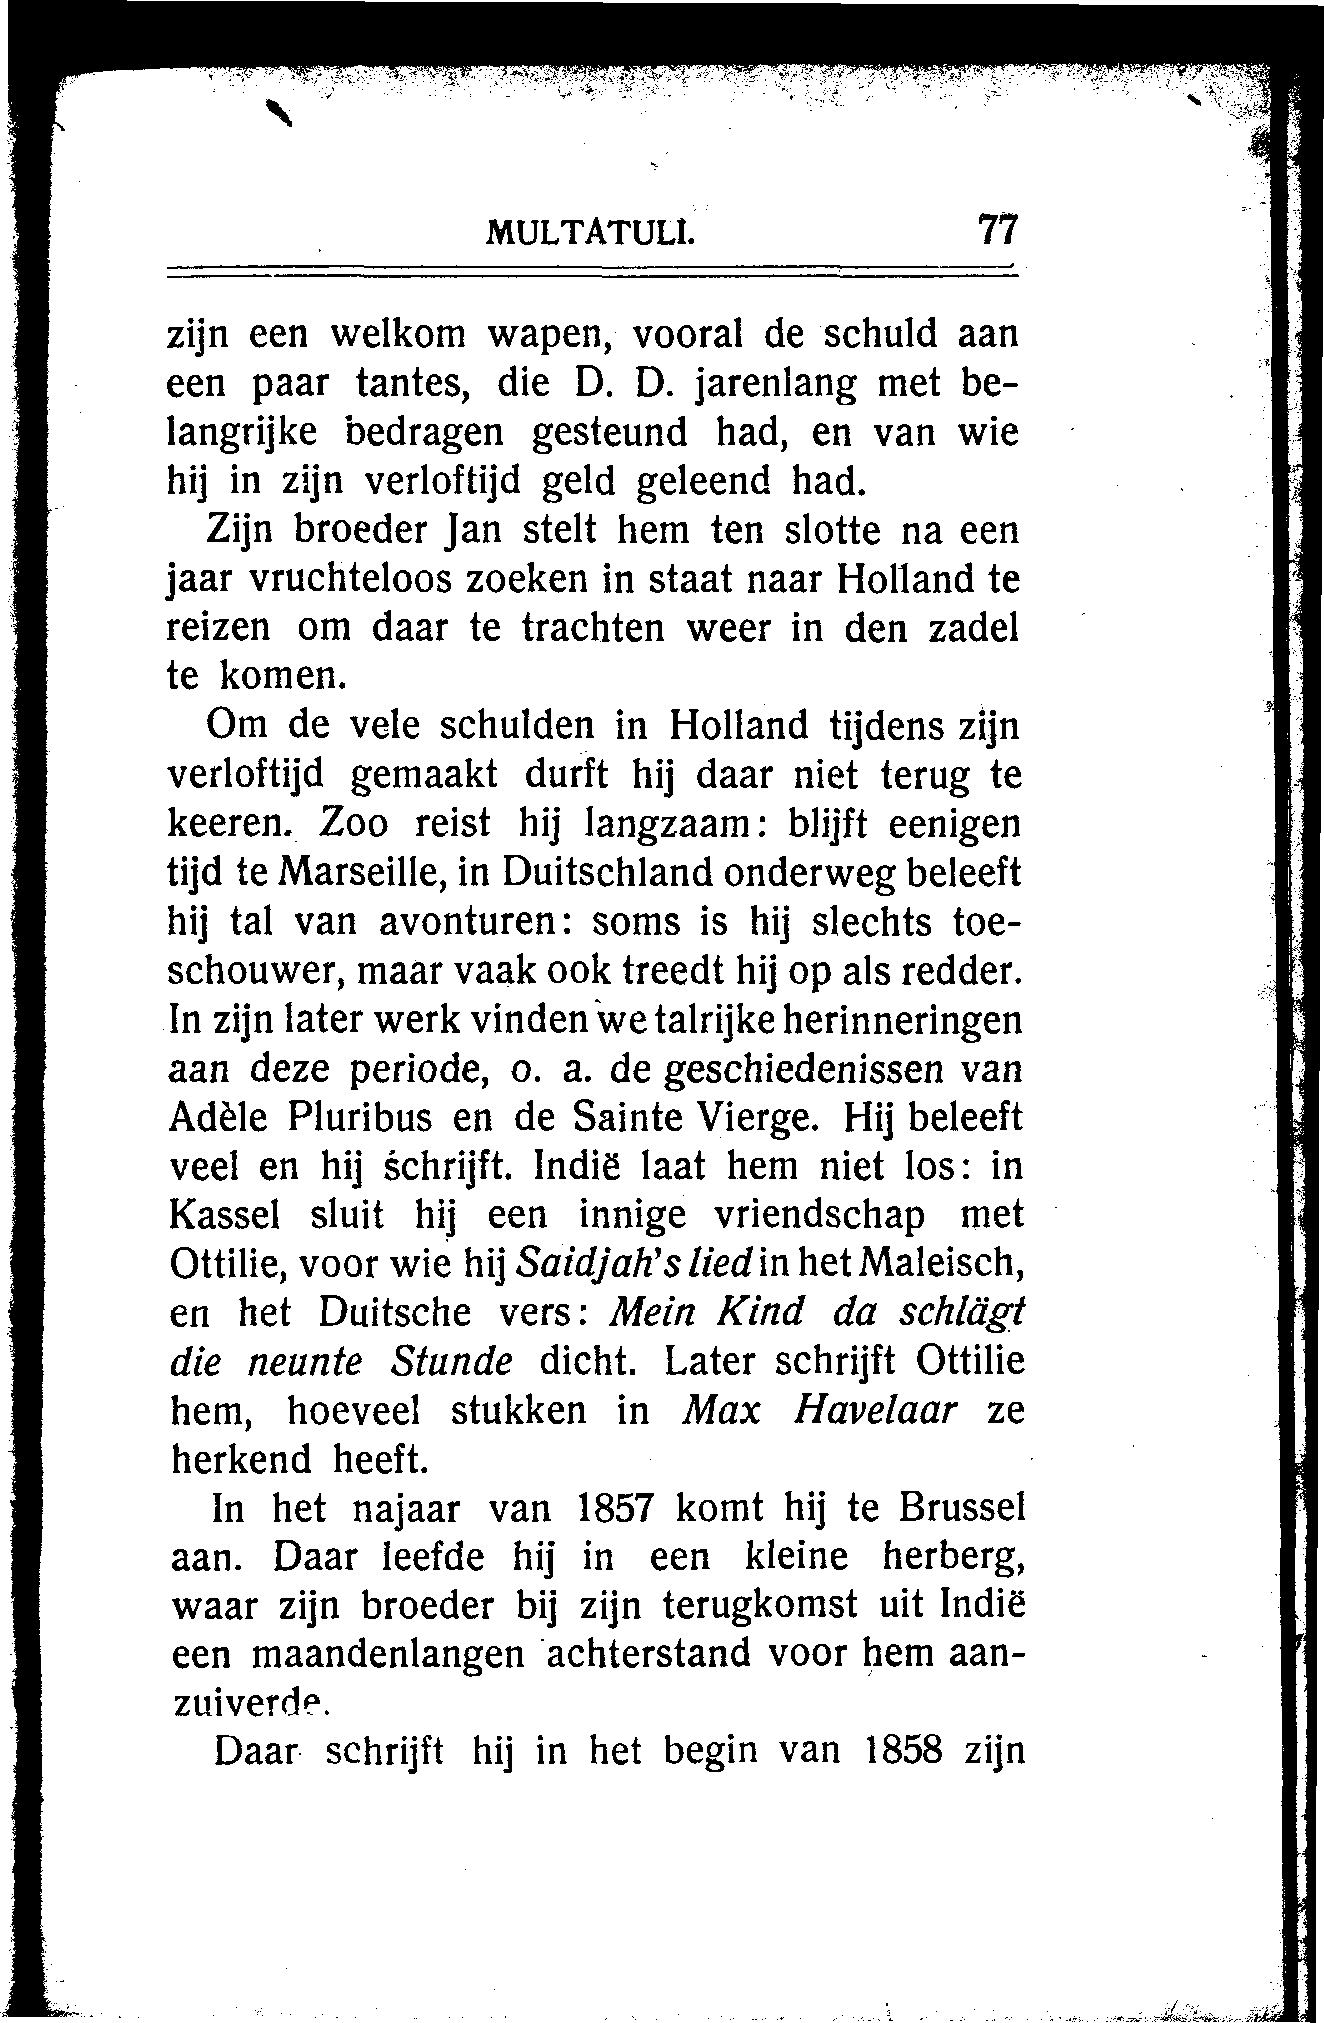 MULTATULI. 77
zijn een welkom wapen, vooral de schuld aan
een paar tantes, die D. D. jarenlang met be-
langrijke bedragen gesteund had, en van wie
hij in zijn verloftijd geld geleend had.
Zijn broeder Jan stelt hem ten slotte na een
jaar vruchteloos zoeken in staat naar Holland te
reizen om daar te trachten weer in den zadel
te komen.
Om de vele schulden in Holland tijdens zijn
verloftijd gemaakt durft hij daar niet terug te
keeren. Zoo reist hij langzaam: blijft eenigen
tijd te Marseille, in Duitschland onderweg beleeft
hij tal van avonturen: soms is hij slechts toe-
schouwer, maar vaak ook treedt hij op als redder.
In zijn later werk vinden we talrijke herinneringen
aan deze periode, o. a. de geschiedenissen van
Adèle Pluribus en de Sainte Vierge. Hij beleeft
veel en hij schrijft. Indië laat hem niet los: in
Kassel sluit hij een innige vriendschap met
Ottilie, voor wie hij Saidjah's lied in het Maleisch,
en het Duitsche vers: Mein Kind da schlägt
die neunte Stunde dicht. Later schrijft Ottilie
hem, hoeveel stukken in Max Havelaar ze
herkend heeft.
In het najaar van 1857 komt hij te Brussel
aan. Daar leefde hij in een kleine herberg,
waar zijn broeder bij zijn terugkomst uit Indië
een maandenlangen achterstand voor hem aan-
zuiverde.
Daar schrijft hij in het begin van 1858 zijn